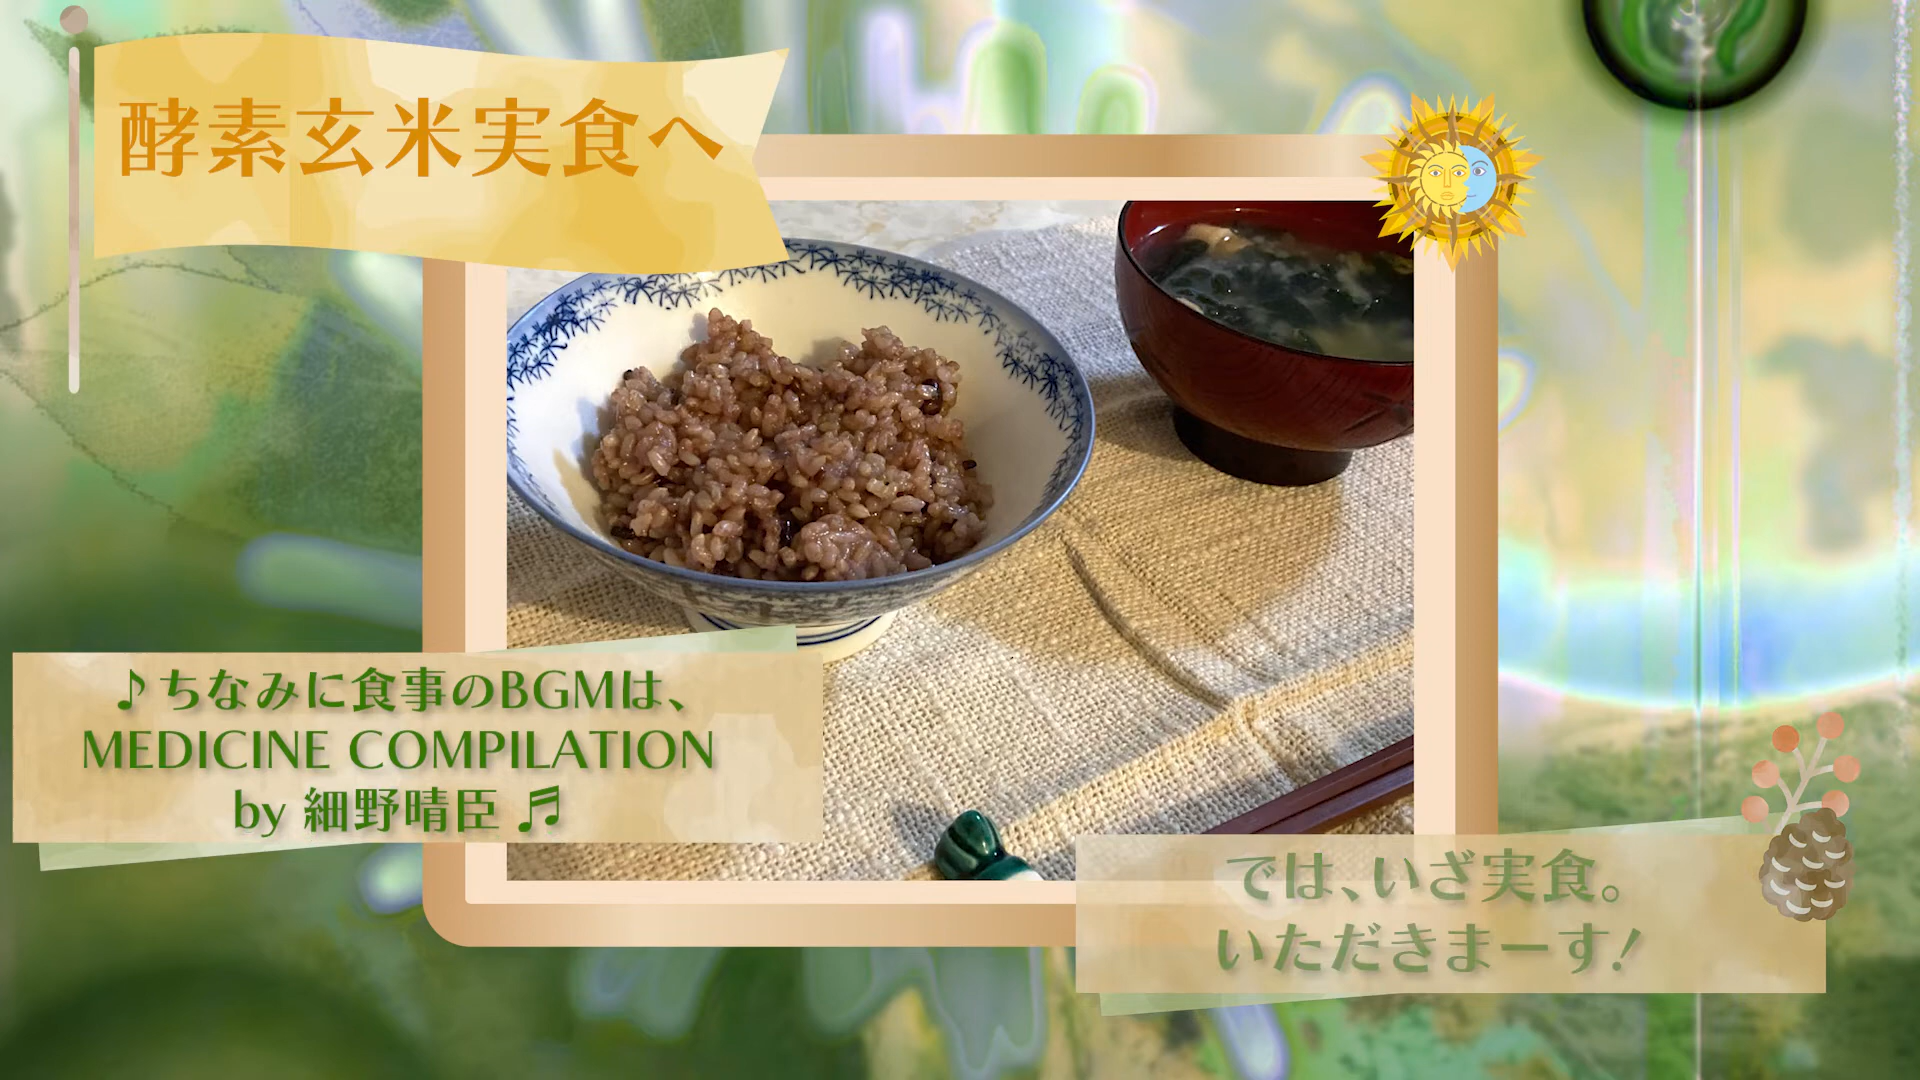 酵素玄米実食へ
♪ちなみに食事のBGMは、
MEDICINE COMPILATION
by 細野晴臣 ♬
では、いざ実食。
いただきまーす!